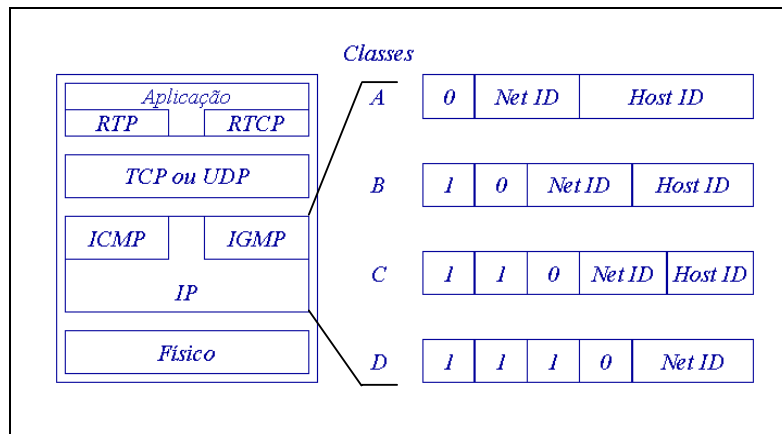 Classes
Aplicação
RTP RTCP
TCP ou UDP
ICMP IGMP
IP
Físico
A 0 Net ID Host ID
B 1 0 Net ID Host ID
C 1 1 0 Net ID Host ID
D 1 1 1 0 Net ID